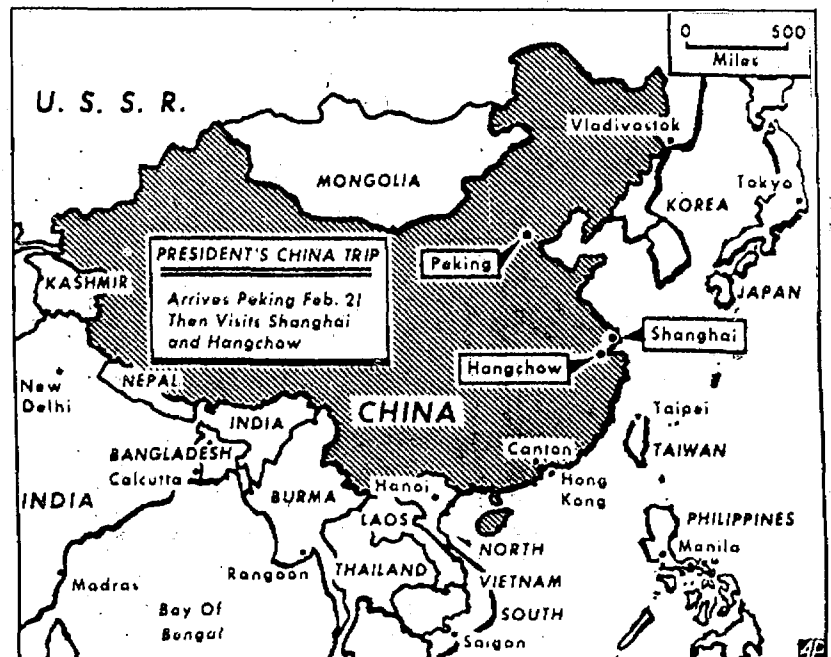 0 500
Miles
U. S. S. R.
Vladivostok
MONGOLIA
Tokyo
KOREA
PRESIDENT'S CHINA TRIP
Peking
KASHMIR
JAPAN
Arrives Peking Feb. 21
Then Visits Shanghai
and Hangchow
Shanghai
Hangchow
New
Delhi
NEPAL
CHINA
Taipei
INDIA
TAIWAN
BANGLADESH
Canton
Calcutta
Hanoi
Hong
Kong
INDIA
BURMA
LAOS
PHILIPPINES
Manila
NORTH
VIETNAM
Rangoon
THAILAND
Madras
Bay Of
Bengal
SOUTH
Saigon
AP